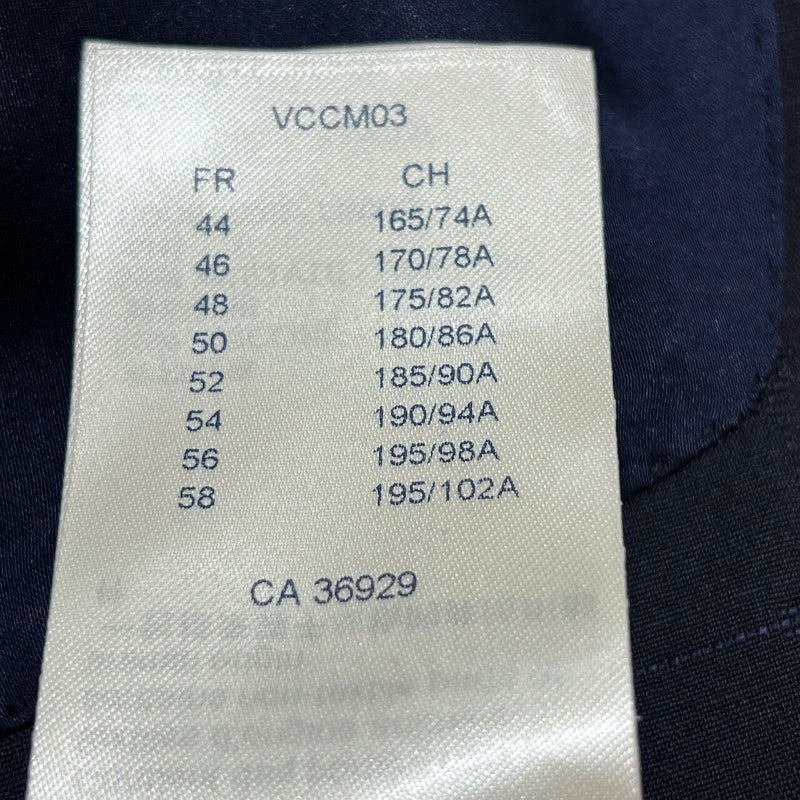 VCCM03
FR CH
44 165/74A
46 170/78A
48 175/82A
50 180/86A
52 185/90A
54 190/94A
56 195/98A
58 195/102A
CA 36929